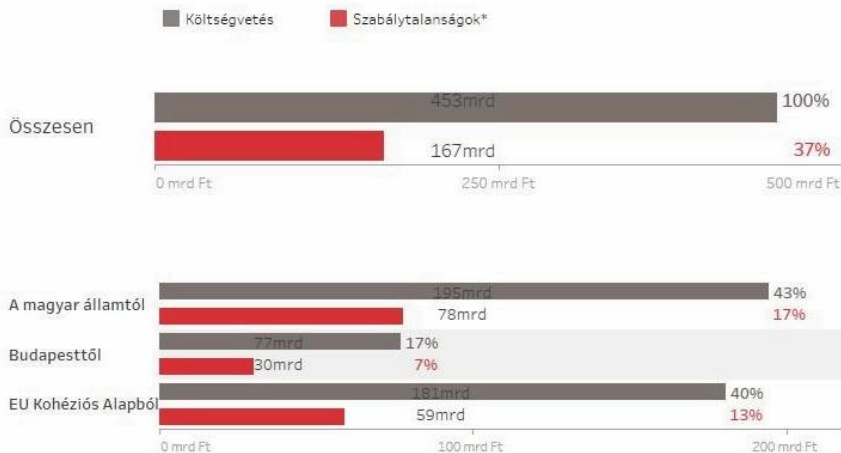 Költségvetés Szabálytalanságok*
453mrd 100%
Összesen
167mrd 37%
0 mrd Ft 250 mrd Ft 500 mrd Ft
195mrd 43%
A magyar államtól
78mrd 17%
77mrd 17%
Budapesttől
30mrd 7%
181mrd 40%
EU Kohéziós Alapból
59mrd 13%
0 mrd Ft 100 mrd Ft 200 mrd Ft